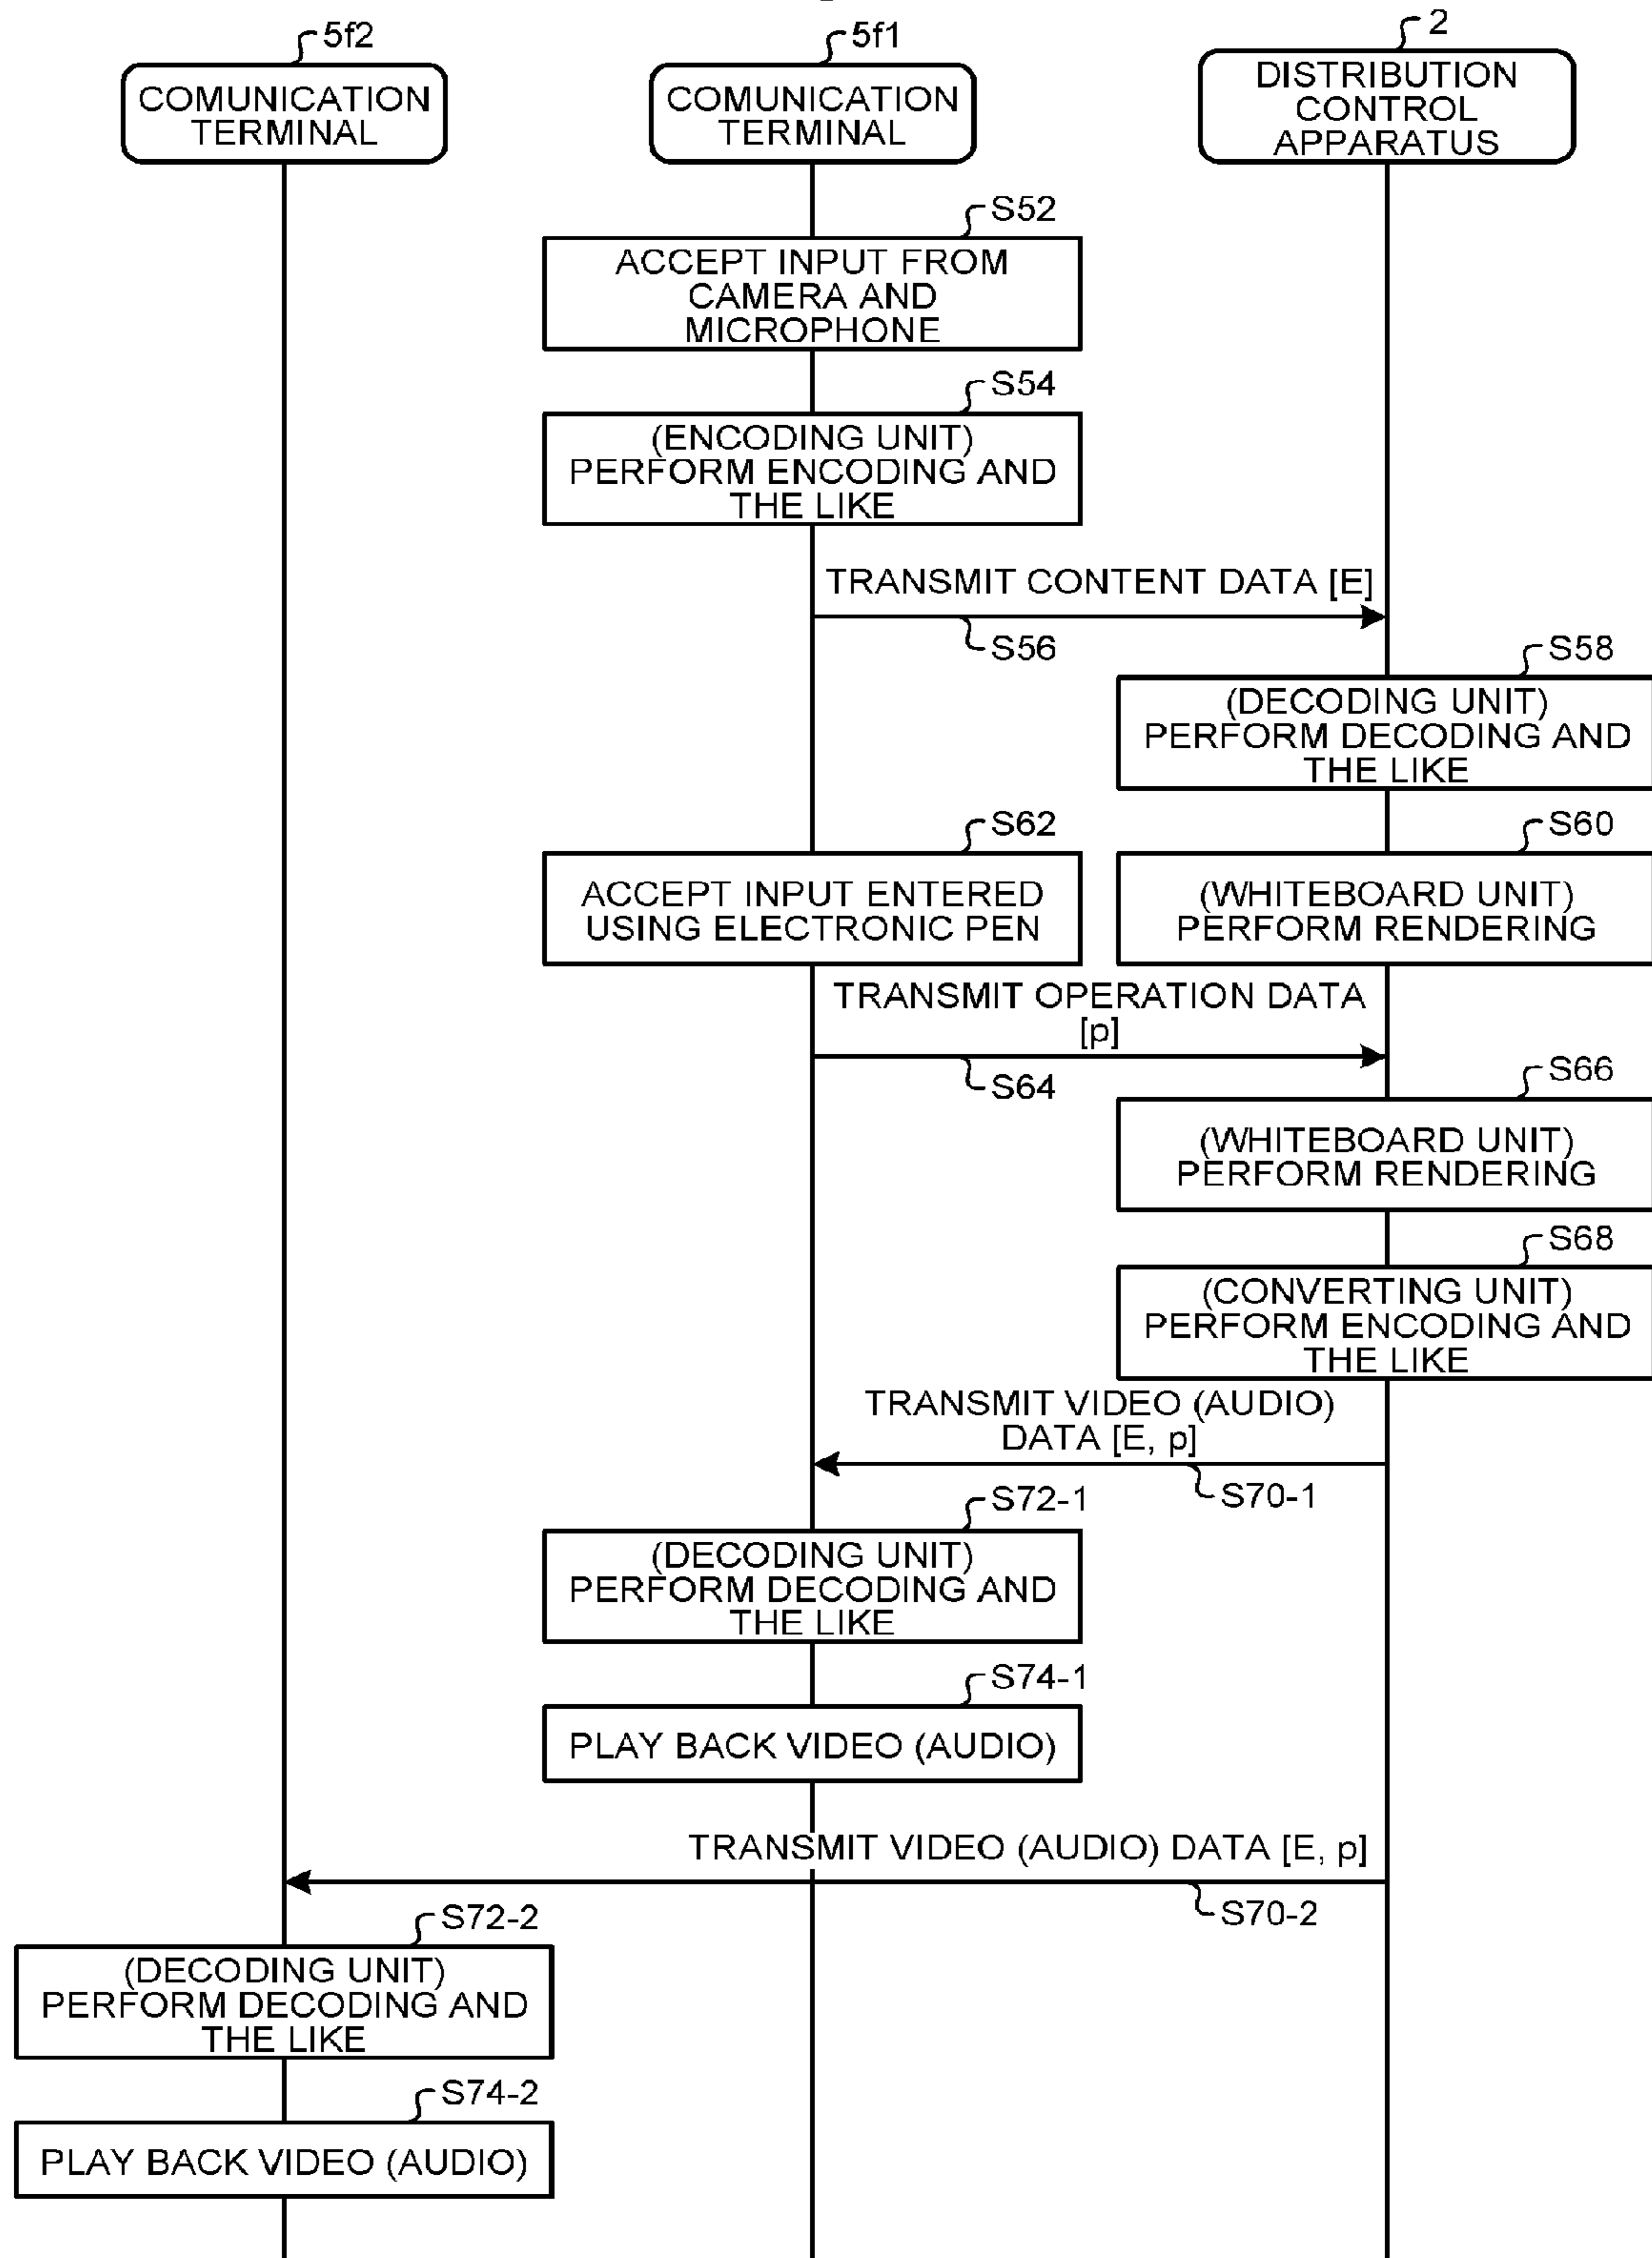 5f2
5f1
2
COMUNICATION
TERMINAL
COMUNICATION
TERMINAL
DISTRIBUTION
CONTROL
APPARATUS
S52
ACCEPT INPUT FROM
CAMERA AND
MICROPHONE
S54
(ENCODING UNIT)
PERFORM ENCODING AND
THE LIKE
TRANSMIT CONTENT DATA [E]
S56
S58
(DECODING UNIT)
PERFORM DECODING AND
THE LIKE
S62
S60
ACCEPT INPUT ENTERED
USING ELECTRONIC PEN
(WHITEBOARD UNIT)
PERFORM RENDERING
TRANSMIT OPERATION DATA
[p]
S64
S66
(WHITEBOARD UNIT)
PERFORM RENDERING
S68
(CONVERTING UNIT)
PERFORM ENCODING AND
THE LIKE
TRANSMIT VIDEO (AUDIO)
DATA [E, p]
S70-1
S72-1
(DECODING UNIT)
PERFORM DECODING AND
THE LIKE
S74-1
PLAY BACK VIDEO (AUDIO)
TRANSMIT VIDEO (AUDIO) DATA [E, p]
S70-2
S72-2
(DECODING UNIT)
PERFORM DECODING AND
THE LIKE
S74-2
PLAY BACK VIDEO (AUDIO)